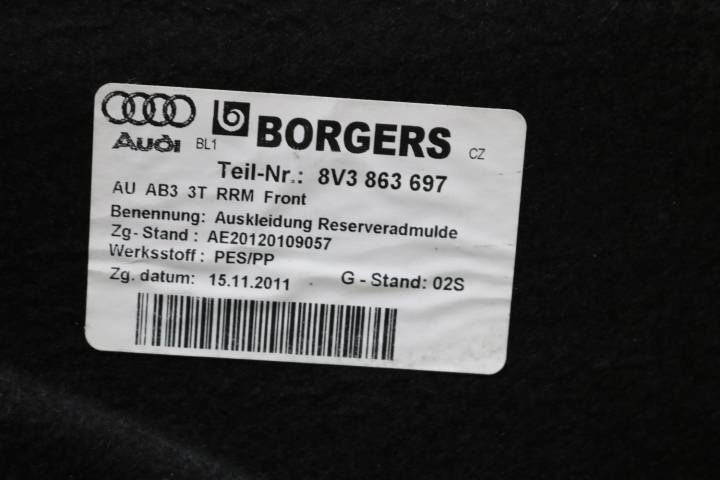 Audi BL1 b BORGERS CZ
Teil-Nr.: 8V3 863 697
AU AB3 3T RRM Front
Benennung: Auskleidung Reserveradmulde
Zg-Stand : AE20120109057
Werksstoff : PES/PP
Zg. datum: 15.11.2011 G - Stand: 02S